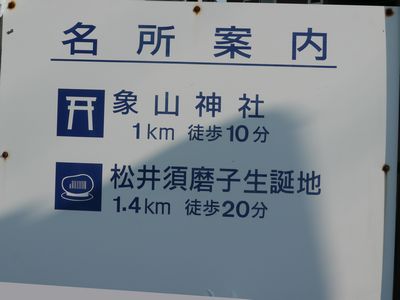 名所案内
象山神社
1km 徒歩10分
松井須磨子生誕地
1.4km 徒歩20分